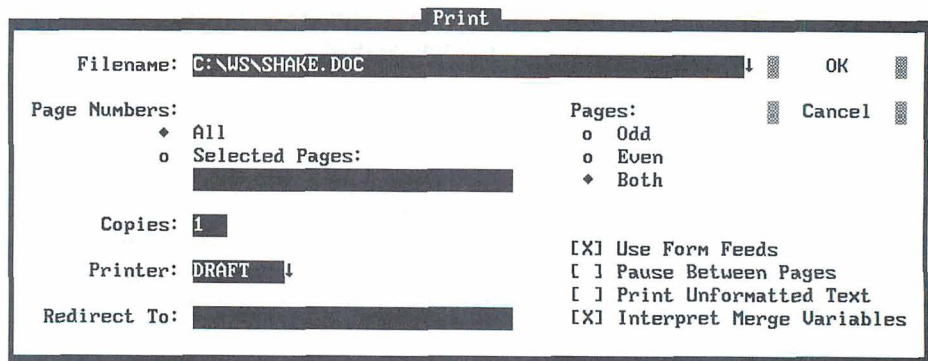 Print
Filename: C:\WS\SHAKE.DOC ↓ OK
Page Numbers: Pages: Cancel
♦ All o Odd
o Selected Pages: o Even
♦ Both
Copies: 1
[X] Use Form Feeds
Printer: DRAFT ↓ [ ] Pause Between Pages
[ ] Print Unformatted Text
Redirect To: [X] Interpret Merge Variables